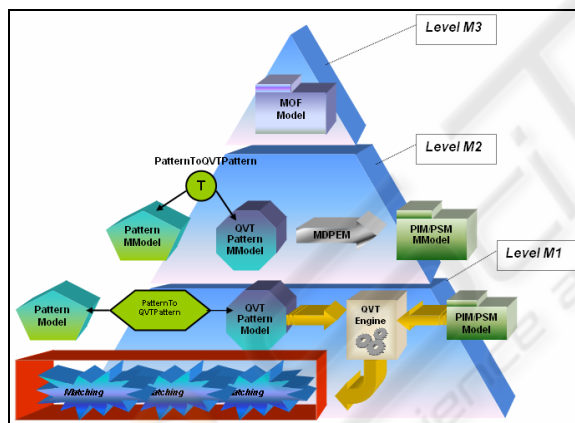 Level M3
MOF
Model
Level M2
PatternToQVTPattern
T
Pattern
MModel
QVT
Pattern
MModel
MDPEM
PIM/PSM
MModel
Level M1
Pattern
Model
PatternTo
QVTPattern
QVT
Pattern
Model
QVT
Engine
PIM/PSM
Model
Matching
atching
atching